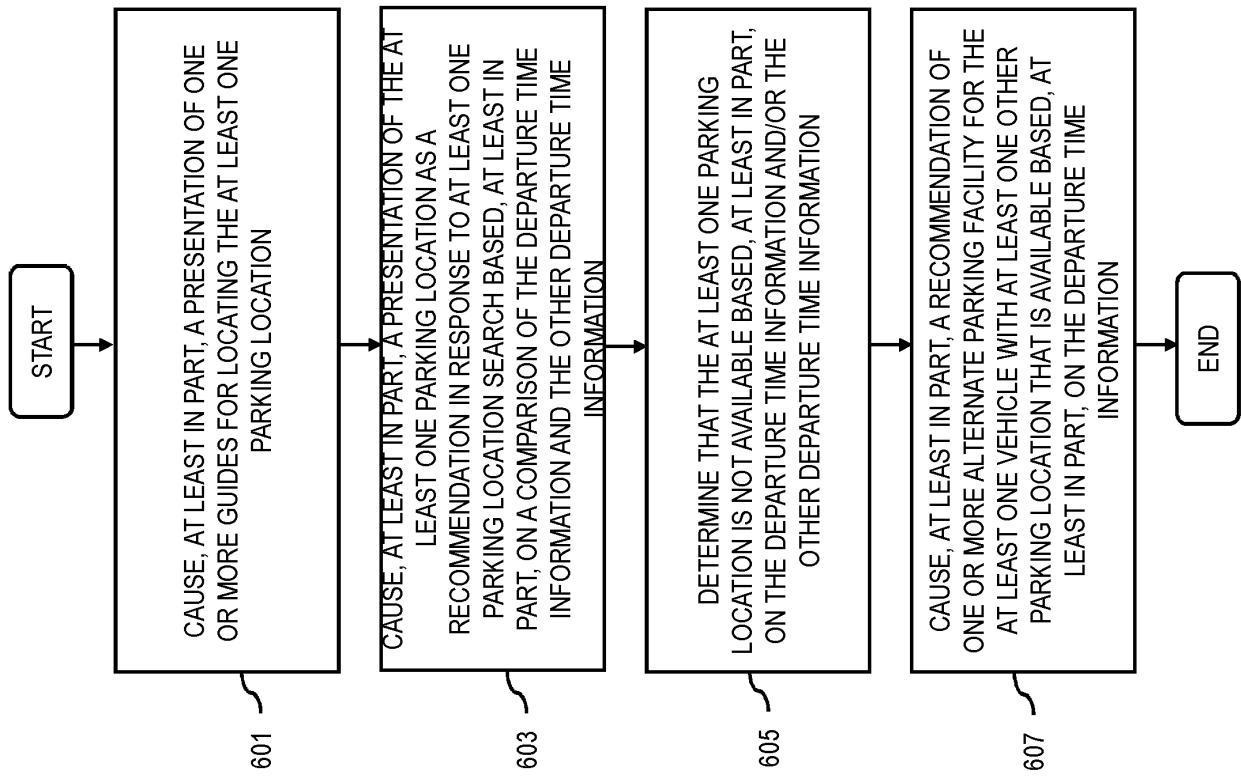 START
CAUSE, AT LEAST IN PART, A PRESENTATION OF ONE
OR MORE GUIDES FOR LOCATING THE AT LEAST ONE
PARKING LOCATION
601
CAUSE, AT LEAST IN PART, A PRESENTATION OF THE AT
LEAST ONE PARKING LOCATION AS A
RECOMMENDATION IN RESPONSE TO AT LEAST ONE
PARKING LOCATION SEARCH BASED, AT LEAST IN
PART, ON A COMPARISON OF THE DEPARTURE TIME
INFORMATION AND THE OTHER DEPARTURE TIME
INFORMATION
603
DETERMINE THAT THE AT LEAST ONE PARKING
LOCATION IS NOT AVAILABLE BASED, AT LEAST IN PART,
ON THE DEPARTURE TIME INFORMATION AND/OR THE
OTHER DEPARTURE TIME INFORMATION
605
CAUSE, AT LEAST IN PART, A RECOMMENDATION OF
ONE OR MORE ALTERNATE PARKING FACILITY FOR THE
AT LEAST ONE VEHICLE WITH AT LEAST ONE OTHER
PARKING LOCATION THAT IS AVAILABLE BASED, AT
LEAST IN PART, ON THE DEPARTURE TIME
INFORMATION
607
END